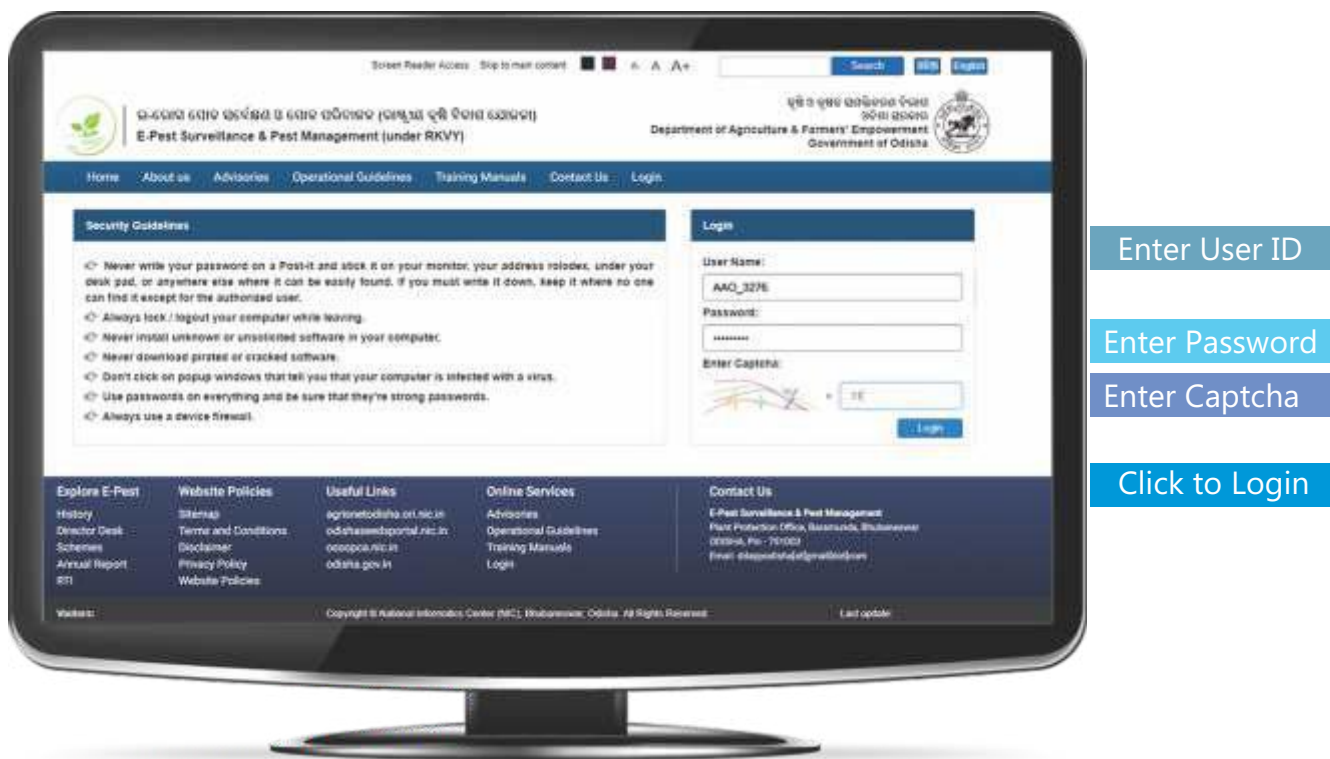 Screen Reader Access Skip to main content A A A+ Search English
E-Pest Surveillance & Pest Management (under RKVY)
Department of Agriculture & Farmers' Empowerment
Government of Odisha
Home About us Advisories Operational Guidelines Training Manuals Contact Us Login
Security Guidelines
Never write your password on a Post-it and stick it on your monitor, your address rolodex, under your
desk pad, or anywhere else where it can be easily found. If you must write it down, keep it where no one
can find it except for the authorized user.
Always lock / logout your computer while leaving.
Never install unknown or unsolicited software in your computer.
Never download pirated or cracked software.
Don't click on popup windows that tell you that your computer is infected with a virus.
Use passwords on everything and be sure that they're strong passwords.
Always use a device firewall.
Login
User Name:
AAO_3276
Password:
Enter Captcha:
=
Login
Enter User ID
Enter Password
Enter Captcha
Click to Login
Explore E-Pest
History
Director Desk
Schemes
Annual Report
RTI
Website Policies
Sitemap
Terms and Conditions
Disclaimer
Privacy Policy
Website Policies
Useful Links
agrisnetodisha.ori.nic.in
odishaseedsportal.nic.in
ossopca.nic.in
odisha.gov.in
Online Services
Advisories
Operational Guidelines
Training Manuals
Login
Contact Us
E-Pest Surveillance & Pest Management
Plant Protection Office, Baramunda, Bhubaneswar
ODISHA, Pin - 751003
Email:
Visitors:
Copyright © National Informatics Center (NIC), Bhubaneswar, Odisha. All Rights Reserved
Last update: